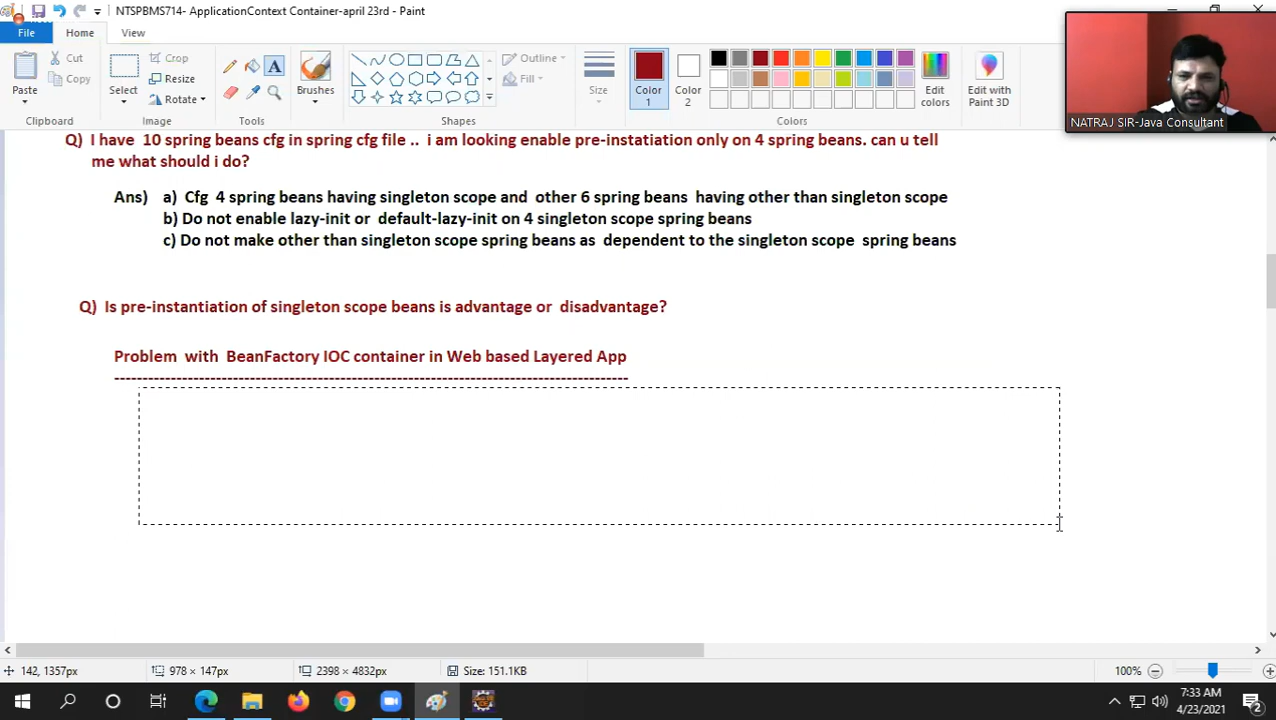 NTSPBMS714- ApplicationContext Container-april 23rd - Paint
File Home View
Paste
Cut
Copy
Clipboard
Select
Crop
Resize
Rotate
Image
A
Tools
Brushes
Outline
Fill
Shapes
Size
Color 1
Color 2
Edit colors
Colors
Edit with Paint 3D
NATRAJ SIR-Java Consultant
Q) I have 10 spring beans cfg in spring cfg file .. i am looking enable pre-instatiation only on 4 spring beans. can u tell
me what should i do?
Ans) a) Cfg 4 spring beans having singleton scope and other 6 spring beans having other than singleton scope
b) Do not enable lazy-init or default-lazy-init on 4 singleton scope spring beans
c) Do not make other than singleton scope spring beans as dependent to the singleton scope spring beans
Q) Is pre-instantiation of singleton scope beans is advantage or disadvantage?
Problem with BeanFactory IOC container in Web based Layered App
--------------------------------------------------------------------------------------------
142, 1357px
978 × 147px
2398 × 4832px
Size: 151.1KB
100%
7:33 AM
4/23/2021
2